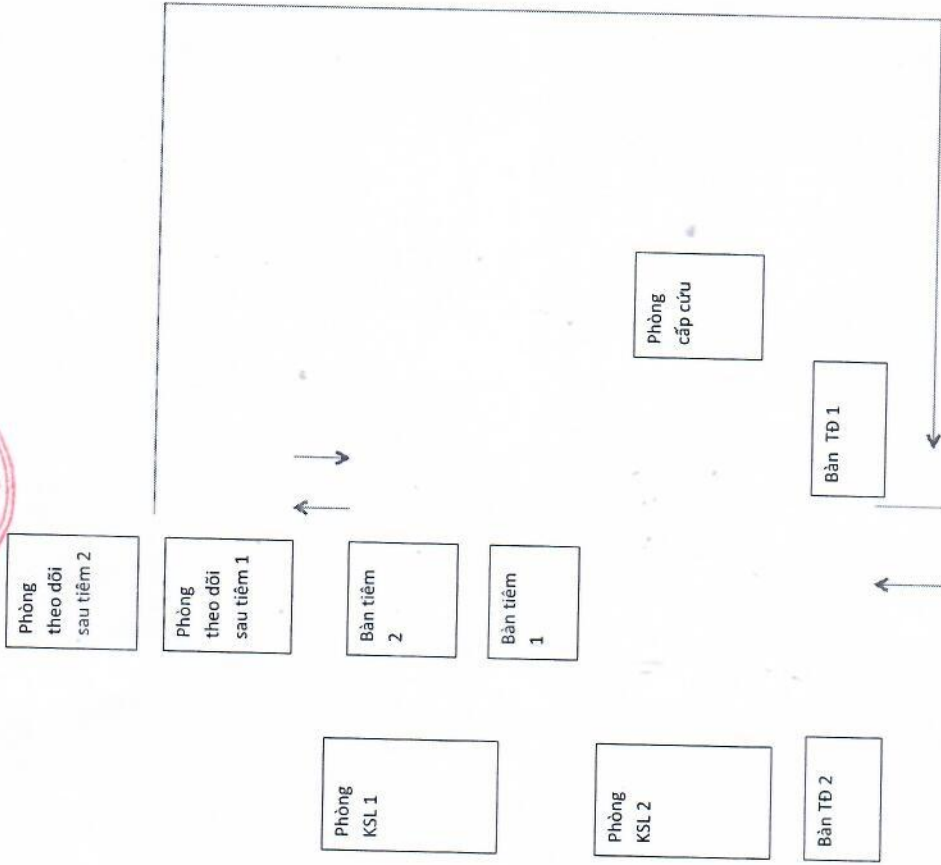 Phòng
theo dõi
sau tiêm 2
Phòng
theo dõi
sau tiêm 1
Bàn tiêm
2
Bàn tiêm
1
Phòng
KSL 1
Phòng
KSL 2
Phòng
cấp cứu
Bàn TĐ 1
Bàn TĐ 2